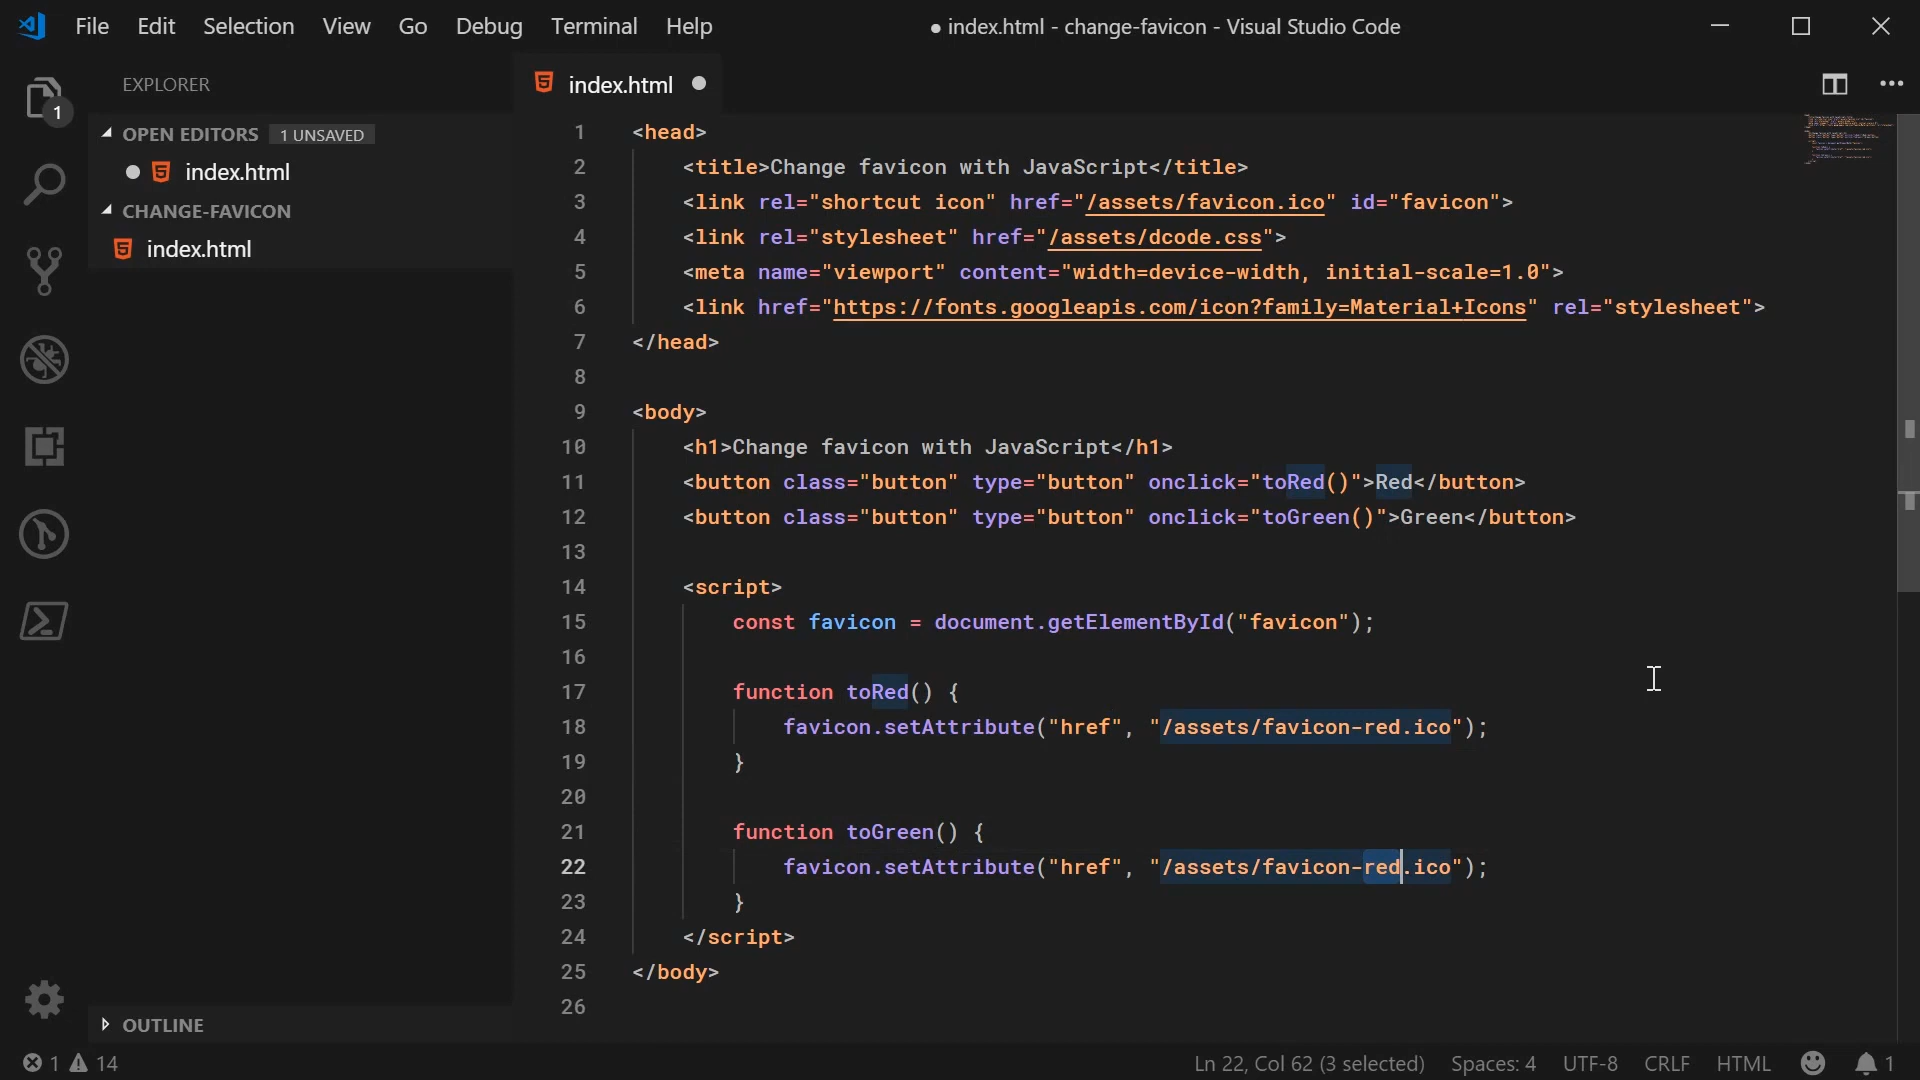 File Edit Selection View Go Debug Terminal Help
● index.html - change-favicon - Visual Studio Code
EXPLORER
1
OPEN EDITORS 1 UNSAVED
index.html
CHANGE-FAVICON
index.html
OUTLINE
index.html
1 <head>
2 <title>Change favicon with JavaScript</title>
3 <link rel="shortcut icon" href="/assets/favicon.ico" id="favicon">
4 <link rel="stylesheet" href="/assets/dcode.css">
5 <meta name="viewport" content="width=device-width, initial-scale=1.0">
6 <link href="https://fonts.googleapis.com/icon?family=Material+Icons" rel="stylesheet">
7 </head>
8
9 <body>
10 <h1>Change favicon with JavaScript</h1>
11 <button class="button" type="button" onclick="toRed()">Red</button>
12 <button class="button" type="button" onclick="toGreen()">Green</button>
13
14 <script>
15 const favicon = document.getElementById("favicon");
16
17 function toRed() {
18 favicon.setAttribute("href", "/assets/favicon-red.ico");
19 }
20
21 function toGreen() {
22 favicon.setAttribute("href", "/assets/favicon-red.ico");
23 }
24 </script>
25 </body>
26
1 14
Ln 22, Col 62 (3 selected) Spaces: 4 UTF-8 CRLF HTML 1